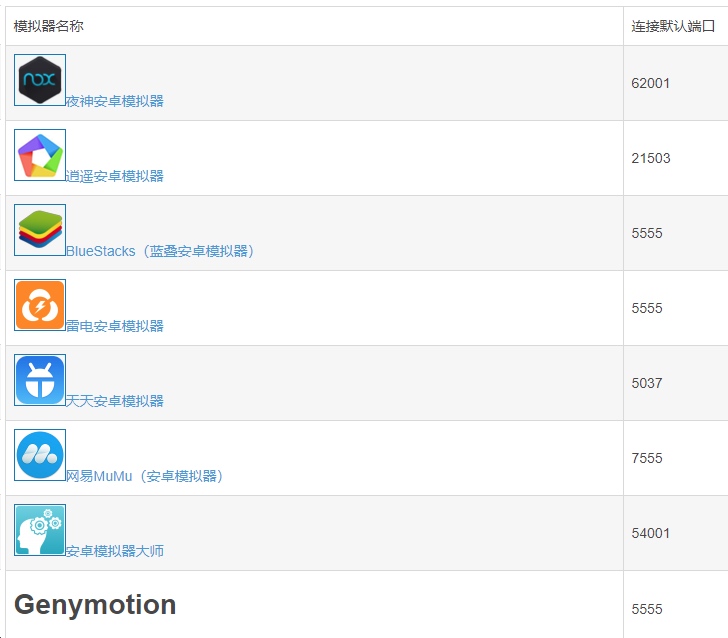 模拟器名称 连接默认端口
nox
夜神安卓模拟器 62001
逍遥安卓模拟器 21503
BlueStacks（蓝叠安卓模拟器） 5555
雷电安卓模拟器 5555
天天安卓模拟器 5037
网易MuMu（安卓模拟器） 7555
安卓模拟器大师 54001
Genymotion 5555